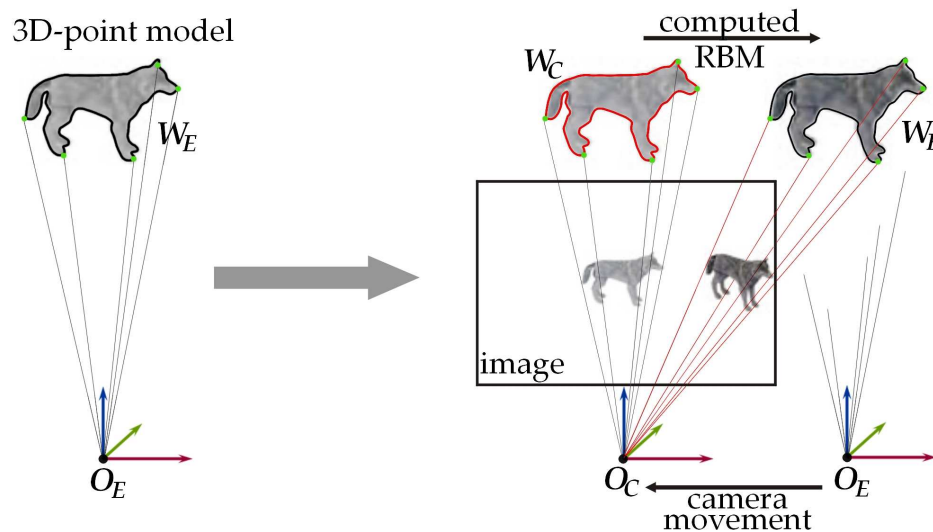 3D-point model
W_E
O_E
computed
RBM
W_C
image
O_C
O_E
camera
movement